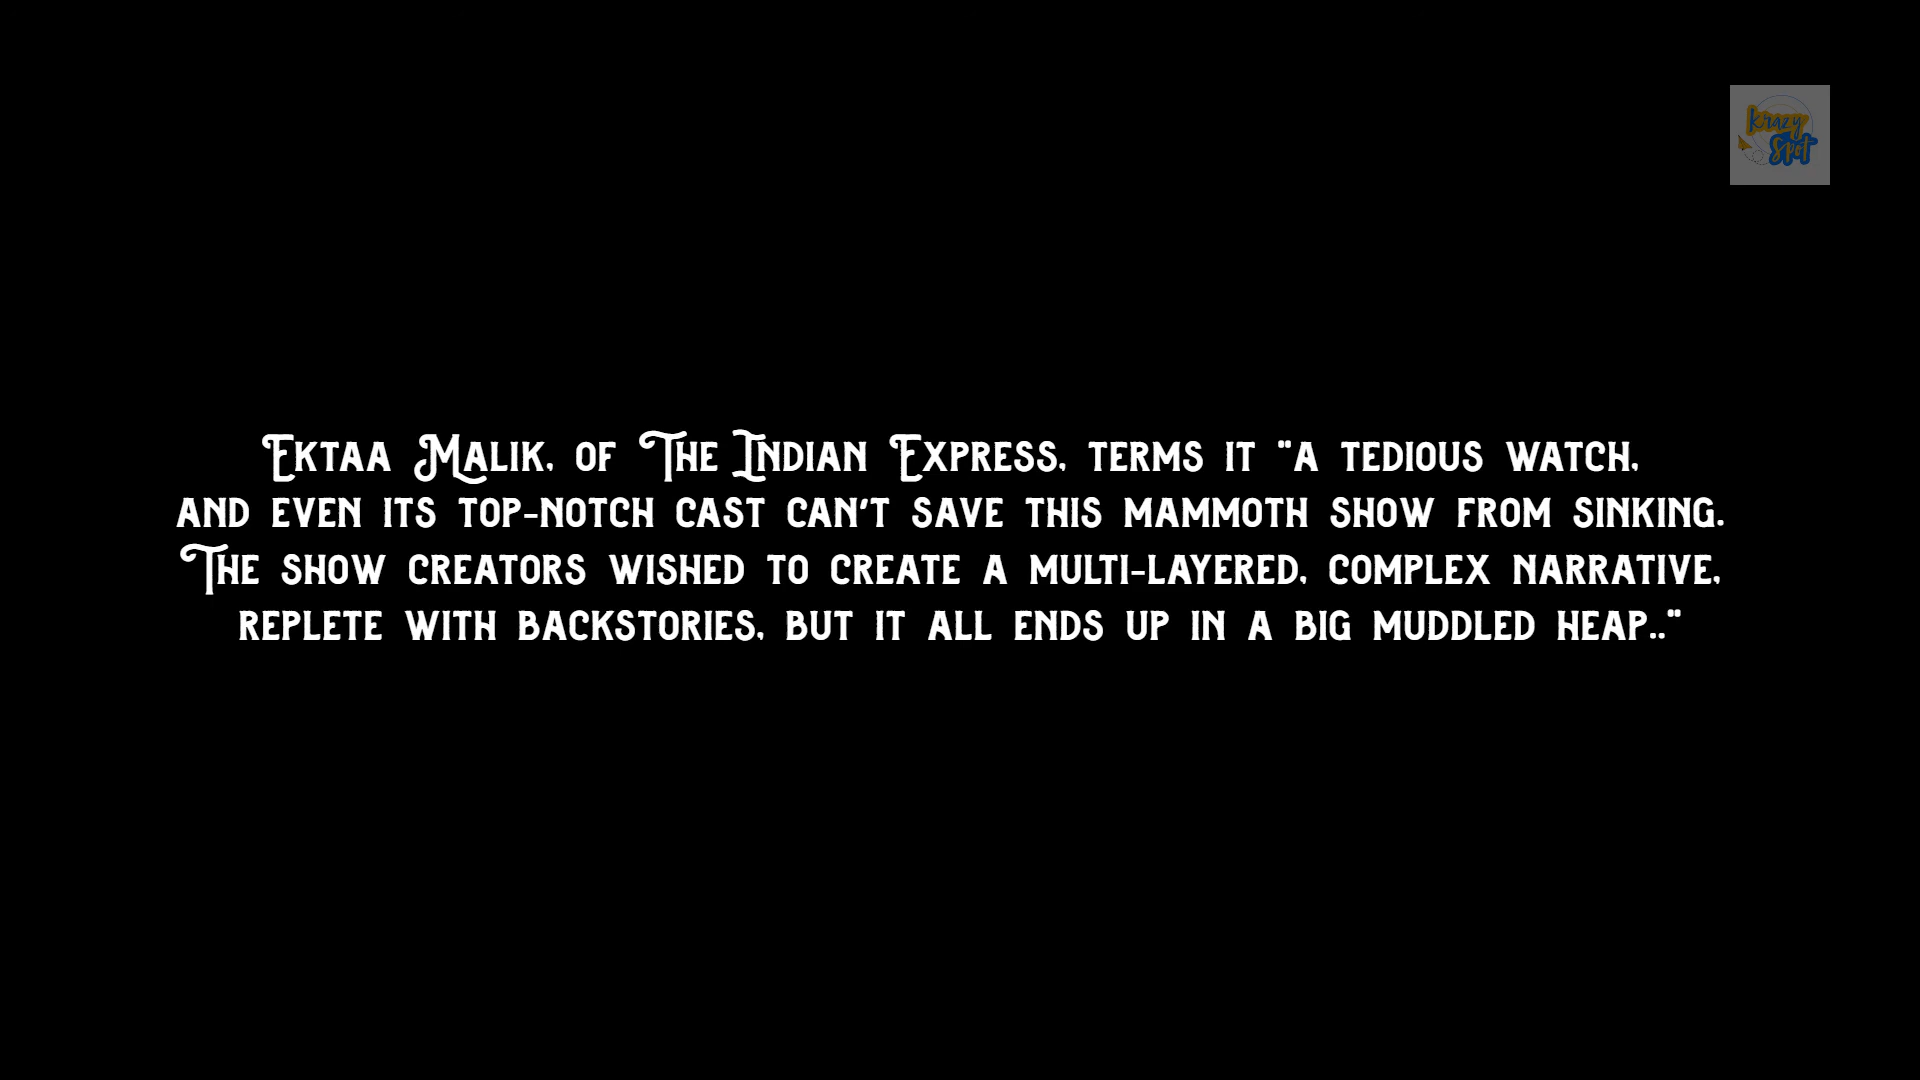 Krazy
Spot
Ektaa Malik, of The Indian Express, terms it "a tedious watch,
and even its top-notch cast can't save this mammoth show from sinking.
The show creators wished to create a multi-layered, complex narrative,
replete with backstories, but it all ends up in a big muddled heap.."